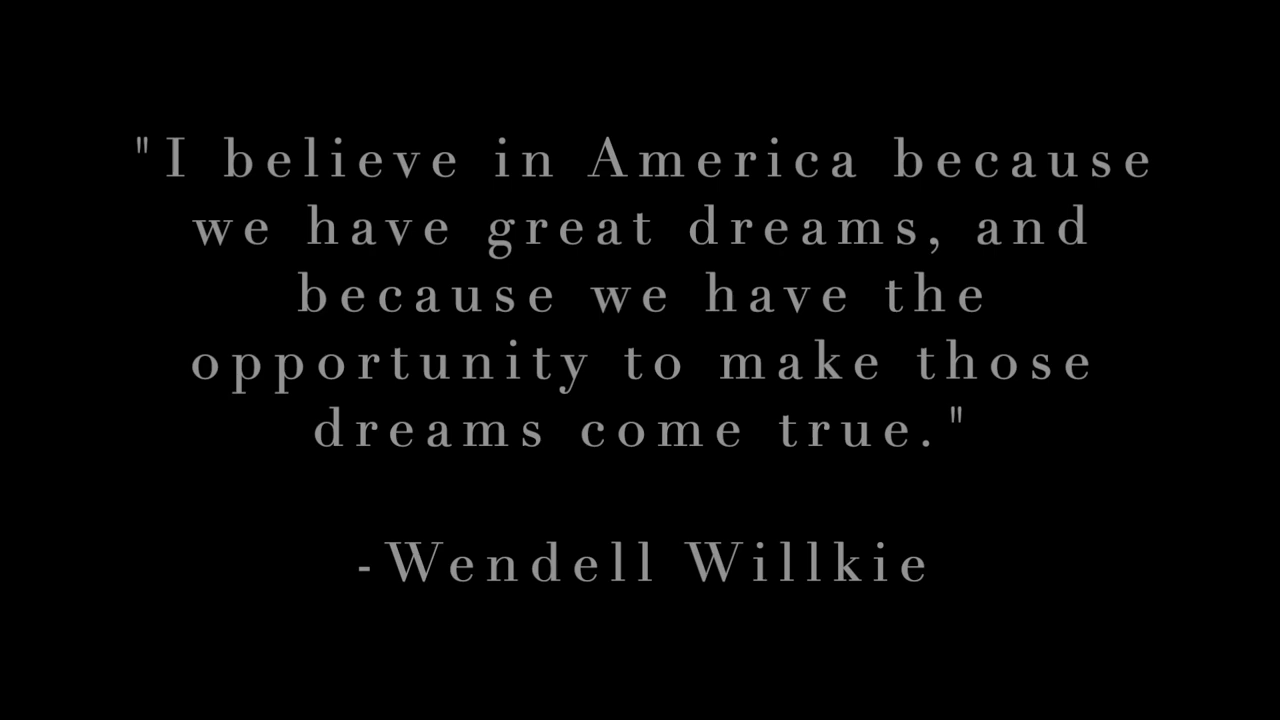 "I believe in America because
we have great dreams, and
because we have the
opportunity to make those
dreams come true."
-Wendell Willkie